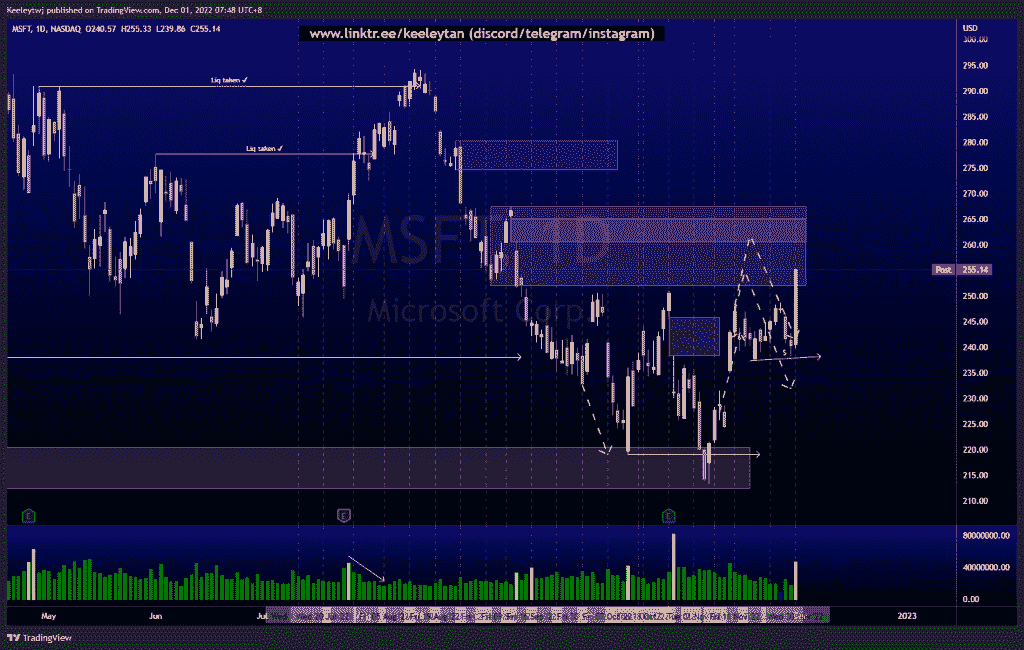 Keeleytwj published on TradingView.com, Dec 01, 2022 07:48 UTC+8
MSFT, 1D, NASDAQ O240.57 H255.33 L239.86 C255.14
www.linktr.ee/keeleytan (discord/telegram/instagram)
USD
300.00
295.00
Liq taken ✓
290.00
285.00
280.00
Liq taken ✓
275.00
270.00
265.00
MSFT, 1D
260.00
Post 255.14
250.00
Microsoft Corp
245.00
240.00
$
235.00
230.00
225.00
220.00
215.00
210.00
E E E
80000000.00
40000000.00
0.00
May Jun Jul 2023
TradingView